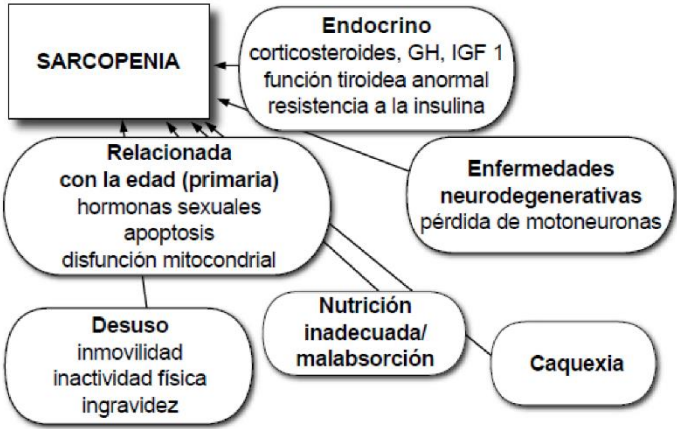 SARCOPENIA
Endocrino
corticosteroides, GH, IGF 1
función tiroidea anormal
resistencia a la insulina
Relacionada
con la edad (primaria)
hormonas sexuales
apoptosis
disfunción mitocondrial
Enfermedades
neurodegenerativas
pérdida de motoneuronas
Desuso
inmovilidad
inactividad física
ingravidez
Nutrición
inadecuada/
malabsorción
Caquexia